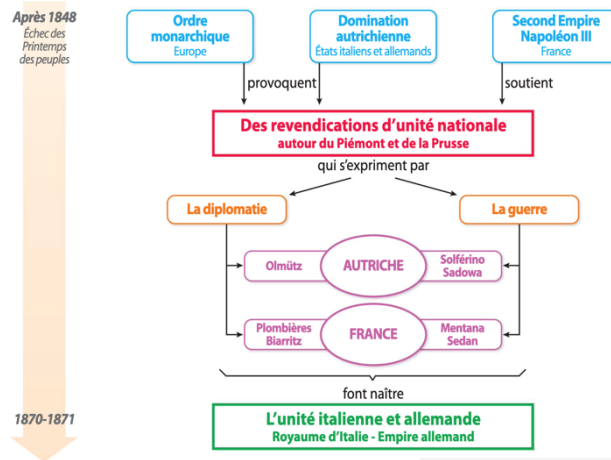 Après 1848
Échec des
Printemps
des peuples
Ordre
monarchique
Europe
Domination
autrichienne
États italiens et allemands
Second Empire
Napoléon III
France
provoquent
soutient
Des revendications d'unité nationale
autour du Piémont et de la Prusse
qui s'expriment par
La diplomatie
La guerre
Olmütz
AUTRICHE
Solférino
Sadowa
Plombières
Biarritz
FRANCE
Mentana
Sedan
font naître
1870-1871
L'unité italienne et allemande
Royaume d'Italie - Empire allemand